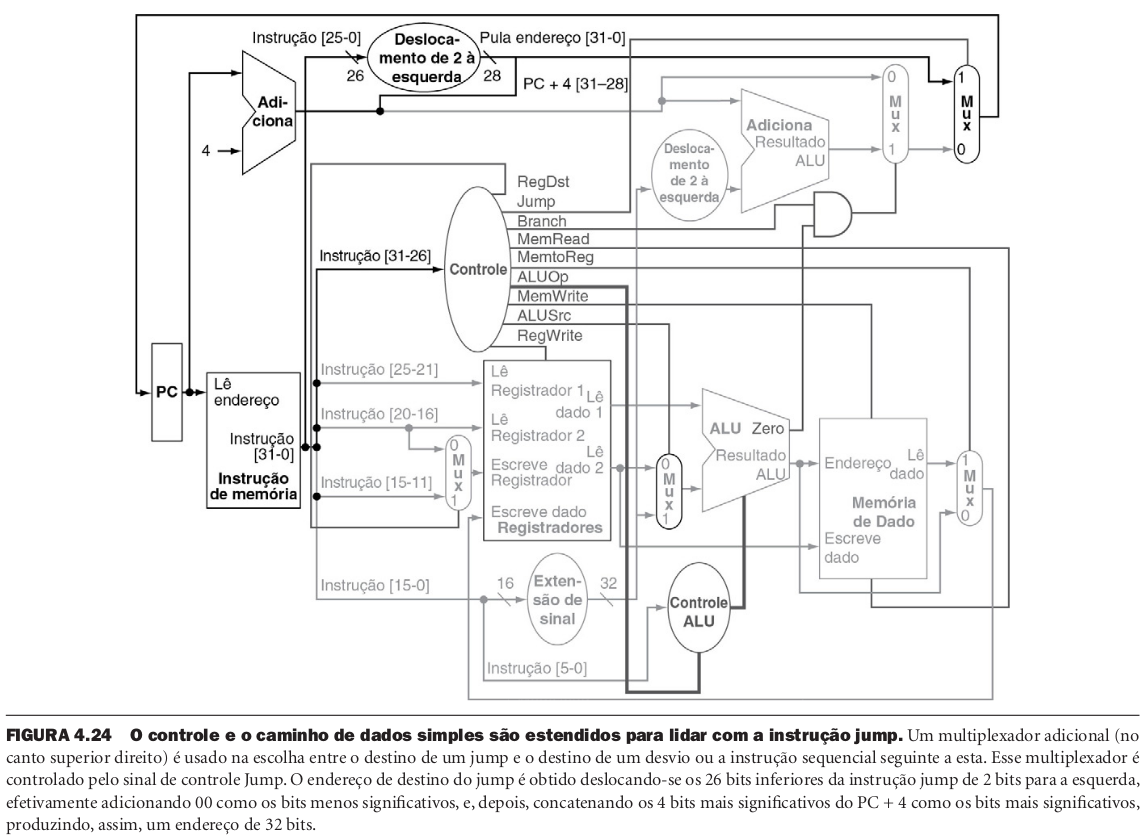 Instrução [25-0]
26
Desloca-
mento de 2 à
esquerda
Pula endereço [31-0]
28
PC + 4 [31–28]
Adi-
ciona
4
Desloca-
mento
de 2 à
esquerda
Adiciona
Resultado
ALU
0
M
u
x
1
1
M
u
x
0
RegDst
Jump
Branch
MemRead
MemtoReg
ALUOp
MemWrite
ALUSrc
RegWrite
Instrução [31-26]
Controle
PC
Lê
endereço
Instrução
[31-0]
Instrução
de memória
Instrução [25-21]
Instrução [20-16]
Instrução [15-11]
0
M
u
x
1
Lê
Registrador 1
Lê
Registrador 2
Escreve
Registrador
Escreve dado
Lê
dado 1
Lê
dado 2
Registradores
0
M
u
x
1
ALU
Zero
Resultado
ALU
Endereço
Lê
dado
Memória
de Dado
Escreve
dado
1
M
u
x
0
Instrução [15-0]
16
Exten-
são de
sinal
32
Controle
ALU
Instrução [5-0]
FIGURA 4.24 O controle e o caminho de dados simples são estendidos para lidar com a instrução jump. Um multiplexador adicional (no
canto superior direito) é usado na escolha entre o destino de um jump e o destino de um desvio ou a instrução sequencial seguinte a esta. Esse multiplexador é
controlado pelo sinal de controle Jump. O endereço de destino do jump é obtido deslocando-se os 26 bits inferiores da instrução jump de 2 bits para a esquerda,
efetivamente adicionando 00 como os bits menos significativos, e, depois, concatenando os 4 bits mais significativos do PC + 4 como os bits mais significativos,
produzindo, assim, um endereço de 32 bits.